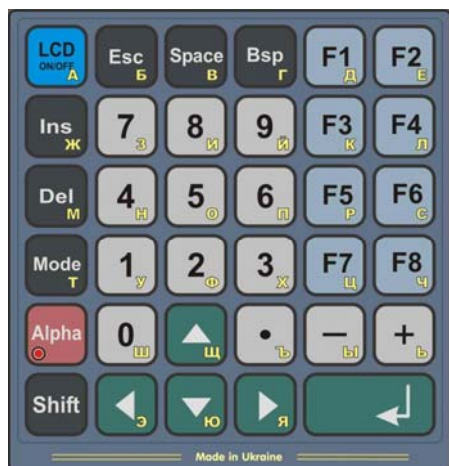 LCD ON/OFF А Esc Б Space В Bsp Г F1 Д F2 Е
Ins Ж 7 З 8 И 9 Й F3 К F4 Л
Del М 4 Н 5 О 6 П F5 Р F6 С
Mode Т 1 У 2 Ф 3 Х F7 Ц F8 Ч
Alpha 0 Ш Щ • Ъ − Ы + Ь
Shift Э Ю Я
Made in Ukraine